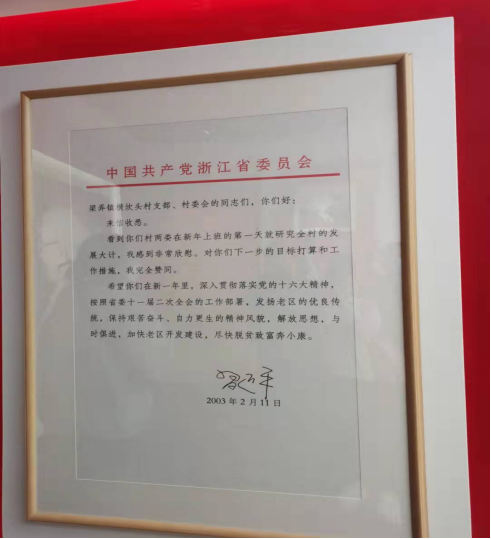 中国共产党浙江省委员会
梁弄镇横坎头村支部、村委会的同志们，你们好：
来信收悉。
看到你们村两委在新年上班的第一天就研究全村的发
展大计，我感到非常欣慰。对你们下一步的目标打算和工
作措施，我完全赞同。
希望你们在新一年里，深入贯彻落实党的十六大精神，
按照省委十一届二次全会的工作部署，发扬老区的优良传
统，保持艰苦奋斗、自力更生的精神风貌，解放思想，与
时俱进，加快老区开发建设，尽快脱贫致富奔小康。
习近平
2003年2月11日